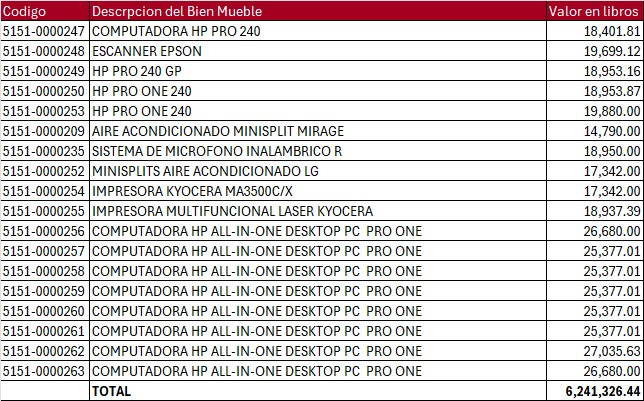 Codigo Descrpcion del Bien Mueble Valor en libros
5151-0000247 COMPUTADORA HP PRO 240 18,401.81
5151-0000248 ESCANNER EPSON 19,699.12
5151-0000249 HP PRO 240 GP 18,953.16
5151-0000250 HP PRO ONE 240 18,953.87
5151-0000253 HP PRO ONE 240 19,880.00
5151-0000209 AIRE ACONDICIONADO MINISPLIT MIRAGE 14,790.00
5151-0000235 SISTEMA DE MICROFONO INALAMBRICO R 18,950.00
5151-0000252 MINISPLITS AIRE ACONDICIONADO LG 17,342.00
5151-0000254 IMPRESORA KYOCERA MA3500C/X 17,342.00
5151-0000255 IMPRESORA MULTIFUNCIONAL LASER KYOCERA 18,937.39
5151-0000256 COMPUTADORA HP ALL-IN-ONE DESKTOP PC PRO ONE 26,680.00
5151-0000257 COMPUTADORA HP ALL-IN-ONE DESKTOP PC PRO ONE 25,377.01
5151-0000258 COMPUTADORA HP ALL-IN-ONE DESKTOP PC PRO ONE 25,377.01
5151-0000259 COMPUTADORA HP ALL-IN-ONE DESKTOP PC PRO ONE 25,377.01
5151-0000260 COMPUTADORA HP ALL-IN-ONE DESKTOP PC PRO ONE 25,377.01
5151-0000261 COMPUTADORA HP ALL-IN-ONE DESKTOP PC PRO ONE 25,377.01
5151-0000262 COMPUTADORA HP ALL-IN-ONE DESKTOP PC PRO ONE 27,035.63
5151-0000263 COMPUTADORA HP ALL-IN-ONE DESKTOP PC PRO ONE 26,680.00
TOTAL 6,241,326.44